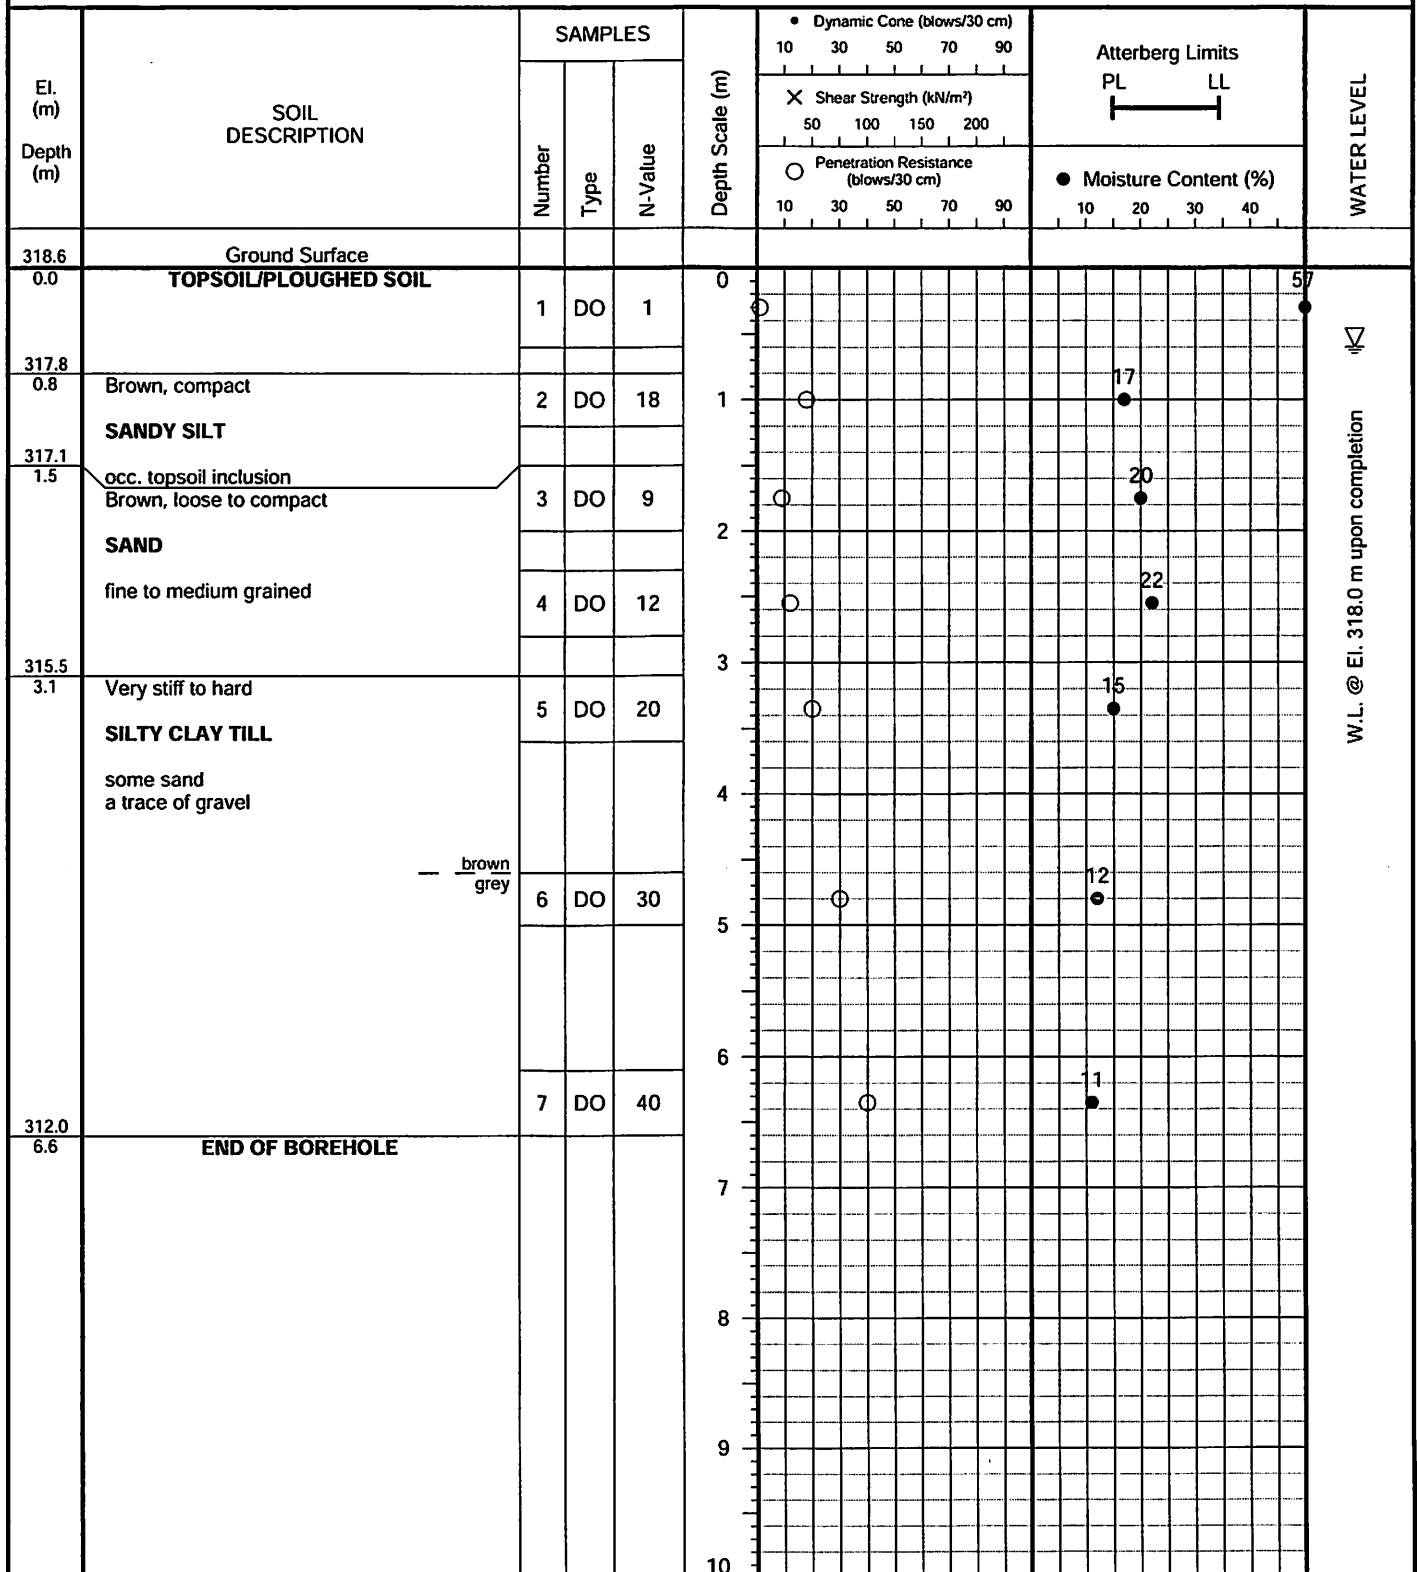 El.
(m)
Depth
(m)
SOIL
DESCRIPTION
SAMPLES
Number
Type
N-Value
Depth Scale (m)
• Dynamic Cone (blows/30 cm)
10 30 50 70 90
X Shear Strength (kN/m²)
50 100 150 200
Penetration Resistance
(blows/30 cm)
10 30 50 70 90
Atterberg Limits
PL LL
● Moisture Content (%)
10 20 30 40
WATER LEVEL
318.6 Ground Surface
0.0 TOPSOIL/PLOUGHED SOIL 0 57
1 DO 1
317.8
0.8 Brown, compact 17
2 DO 18 1
SANDY SILT
317.1
1.5 occ. topsoil inclusion 20
Brown, loose to compact 3 DO 9
2
SAND
fine to medium grained 22
4 DO 12
315.5 3
3.1 Very stiff to hard 15
5 DO 20
SILTY CLAY TILL
some sand 4
a trace of gravel
brown 12
grey
6 DO 30
5
6
11
7 DO 40
312.0
6.6 END OF BOREHOLE
7
8
9
10
W.L. @ El. 318.0 m upon completion